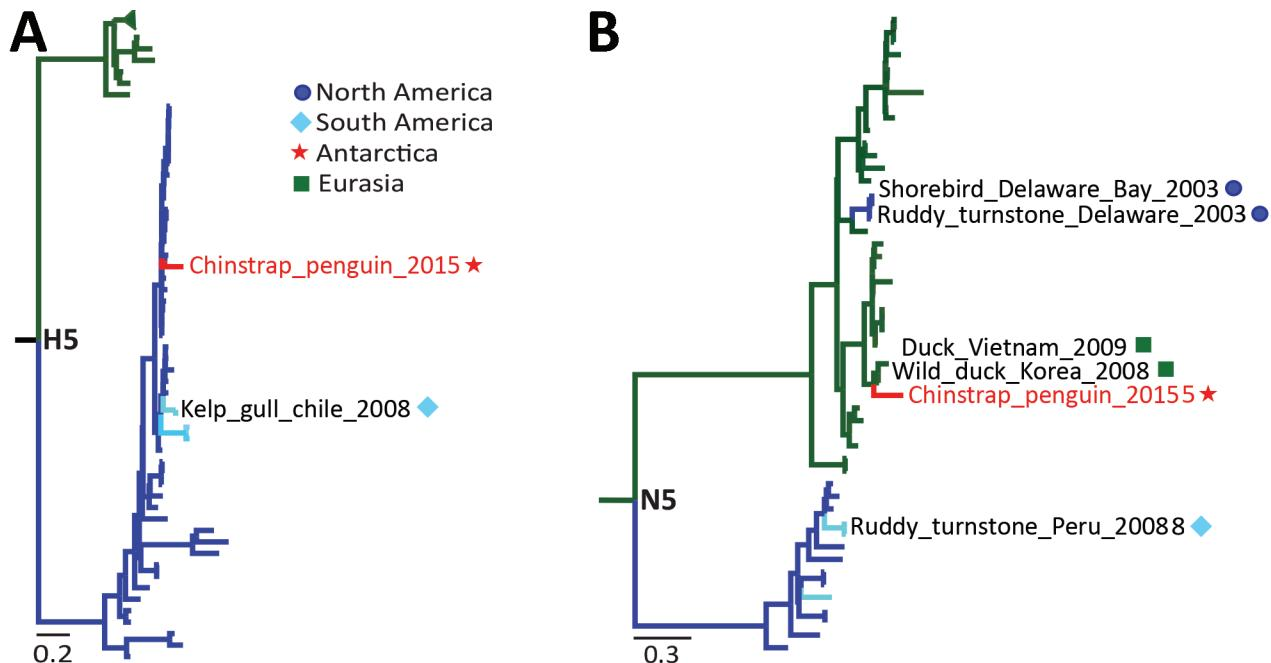 A
North America
South America
Antarctica
Eurasia
Chinstrap_penguin_2015
H5
Kelp_gull_chile_2008
0.2
B
Shorebird_Delaware_Bay_2003
Ruddy_turnstone_Delaware_2003
Duck_Vietnam_2009
Wild_duck_Korea_2008
Chinstrap_penguin_20155
N5
Ruddy_turnstone_Peru_20088
0.3